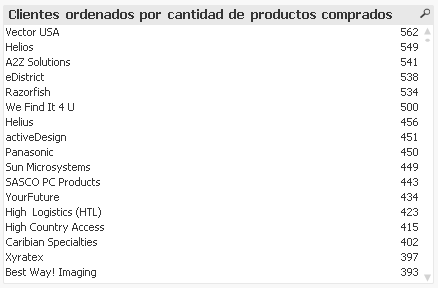 Clientes ordenados por cantidad de productos comprados
Vector USA 562
Helios 549
A2Z Solutions 541
eDistrict 538
Razorfish 534
We Find It 4 U 500
Helius 456
activeDesign 451
Panasonic 450
Sun Microsystems 449
SASCO PC Products 443
YourFuture 434
High  Logistics (HTL) 423
High Country Access 415
Caribian Specialties 402
Xyratex 397
Best Way! Imaging 393